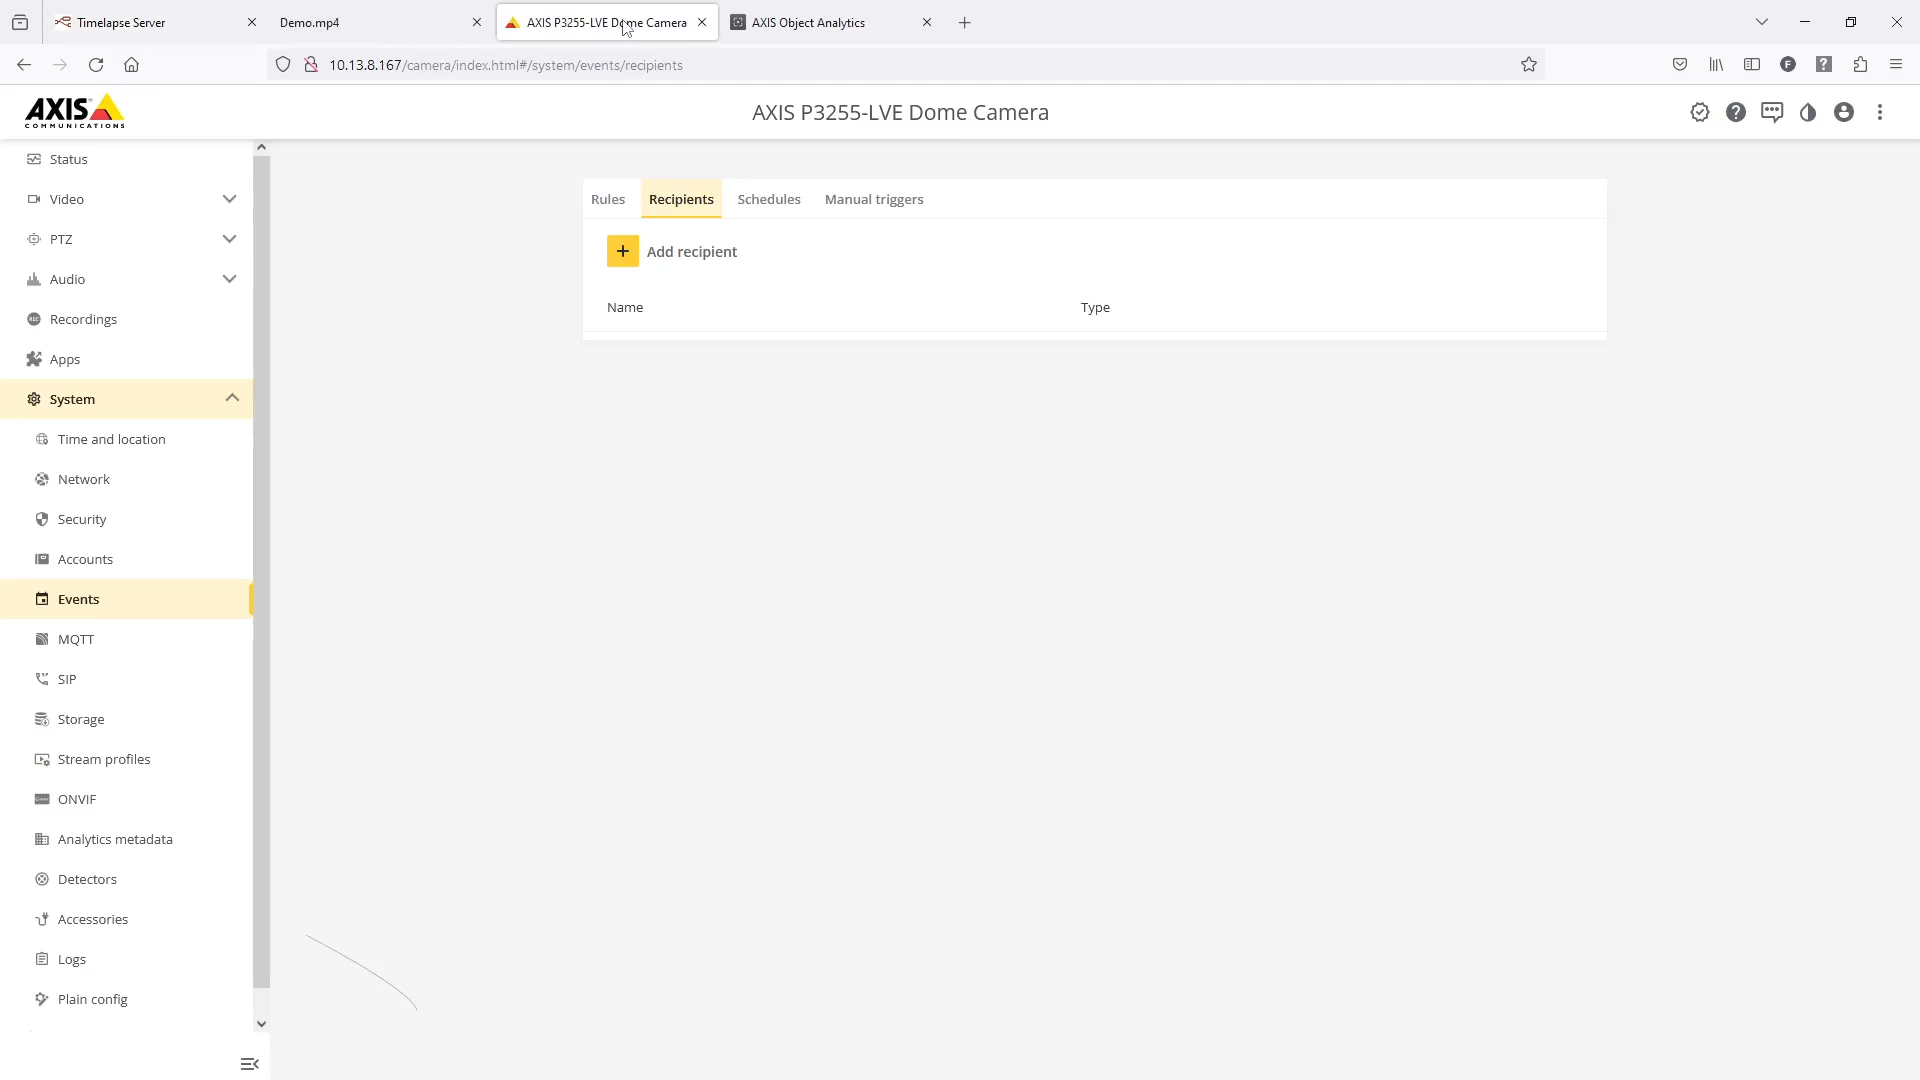 Timelapse Server
Demo.mp4
AXIS P3255-LVE Dome Camera
AXIS Object Analytics
10.13.8.167/camera/index.html#/system/events/recipients
AXIS
COMMUNICATIONS
AXIS P3255-LVE Dome Camera
Status
Video
PTZ
Audio
Recordings
Apps
System
Time and location
Network
Security
Accounts
Events
MQTT
SIP
Storage
Stream profiles
ONVIF
Analytics metadata
Detectors
Accessories
Logs
Plain config
Rules
Recipients
Schedules
Manual triggers
Add recipient
Name
Type